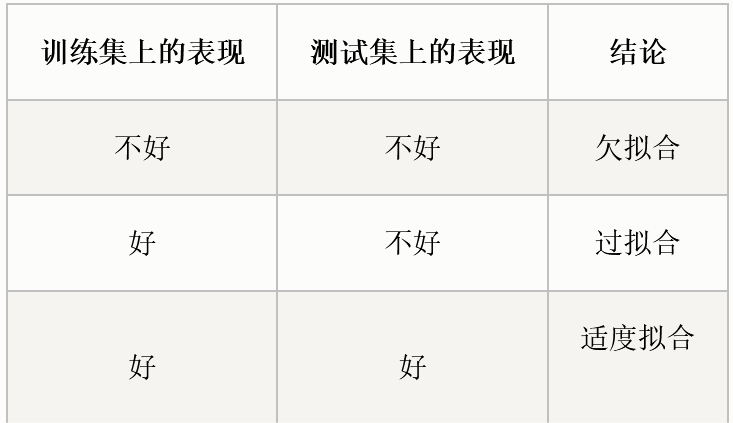 训练集上的表现 测试集上的表现 结论
不好 不好 欠拟合
好 不好 过拟合
好 好 适度拟合